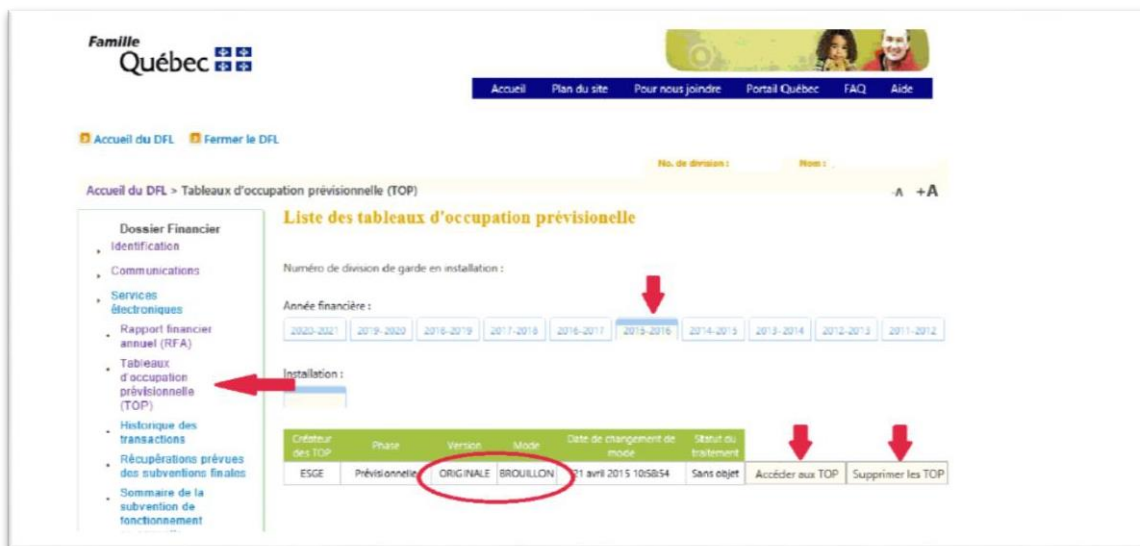 Famille
Québec
Accueil Plan du site Pour nous joindre Portail Québec FAQ Aide
Accueil du DFL Fermer le DFL
No. de division : Nom :
Accueil du DFL > Tableaux d'occupation prévisionnelle (TOP) -A +A
Liste des tableaux d'occupation prévisionelle
Dossier Financier
Identification
Communications
Services
électroniques
Rapport financier
annuel (RFA)
Tableaux
d'occupation
prévisionnelle
(TOP)
Historique des
transactions
Récupérations prévues
des subventions finales
Sommaire de la
subvention de
fonctionnement
Numéro de division de garde en installation :
Année financière :
2020-2021 2019-2020 2018-2019 2017-2018 2016-2017 2015-2016 2014-2015 2013-2014 2012-2013 2011-2012
Installation :
Créateur des TOP Phase Version Mode Date de changement de mode Statut du traitement
ESGE Prévisionnelle ORIGINALE BROUILLON 21 avril 2015 10:58:54 Sans objet Accéder aux TOP Supprimer les TOP